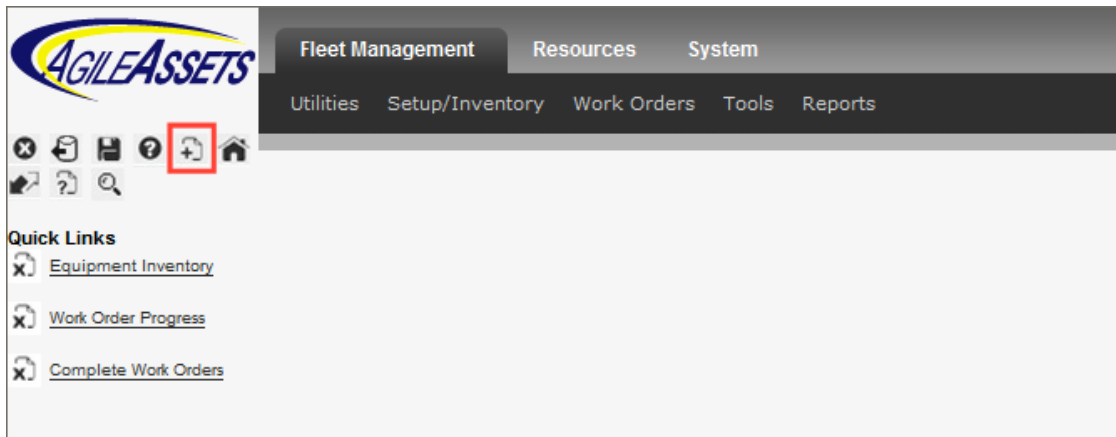 AGILEASSETS
Fleet Management Resources System
Utilities Setup/Inventory Work Orders Tools Reports
Quick Links
Equipment Inventory
Work Order Progress
Complete Work Orders